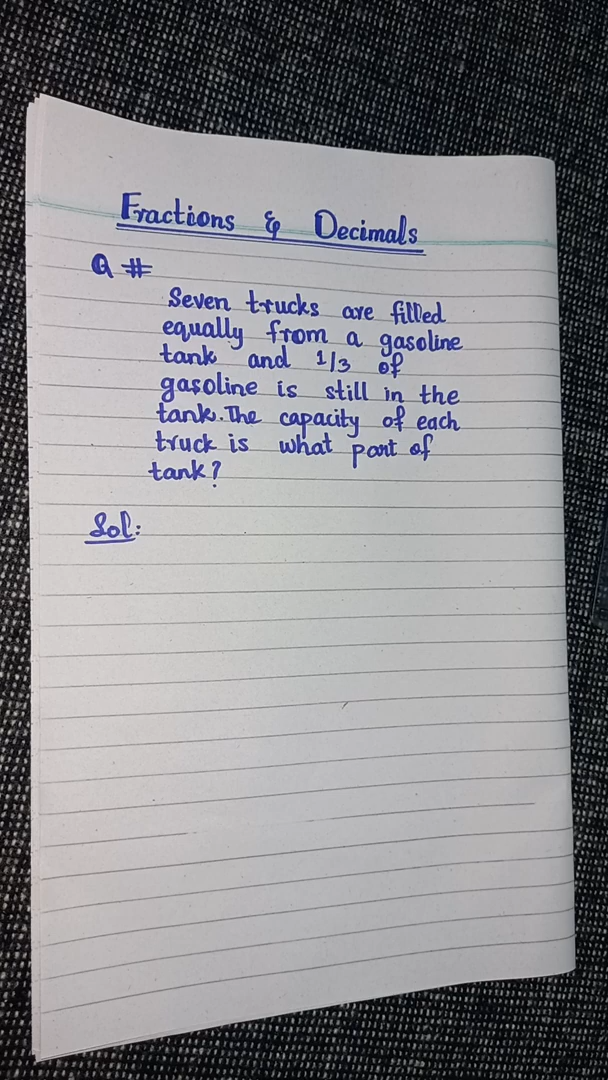 Fractions & Decimals
Q #
Seven trucks are filled
equally from a gasoline
tank and 1/3 of
gasoline is still in the
tank. The capacity of each
truck is what part of
tank?
Sol: